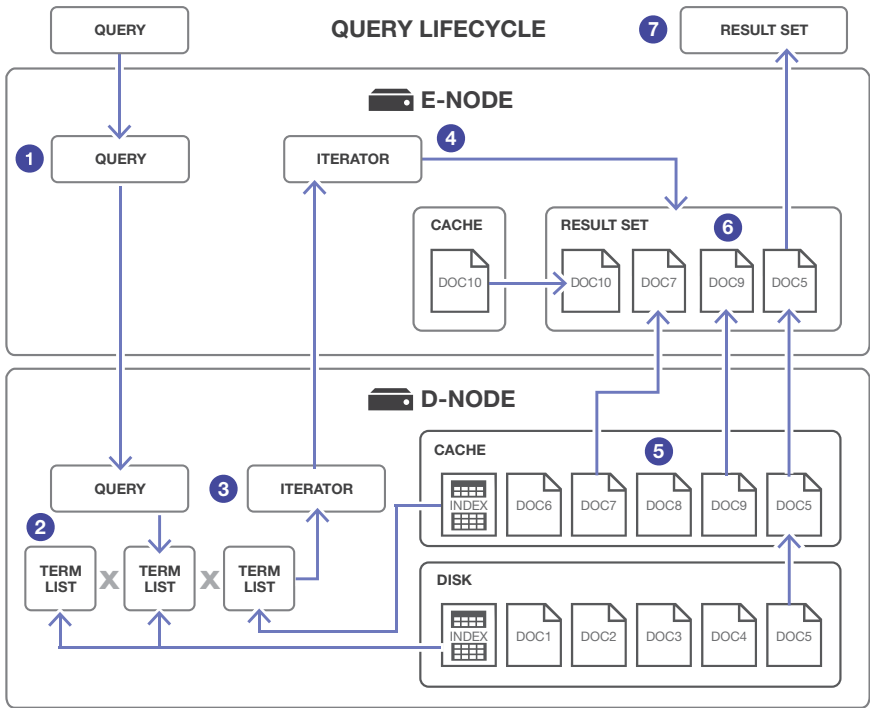 QUERY
QUERY LIFECYCLE
7
RESULT SET
E-NODE
1
QUERY
ITERATOR
4
CACHE
DOC10
RESULT SET
6
DOC10
DOC7
DOC9
DOC5
D-NODE
QUERY
3
ITERATOR
2
TERM
LIST
X
TERM
LIST
X
TERM
LIST
CACHE
5
INDEX
DOC6
DOC7
DOC8
DOC9
DOC5
DISK
INDEX
DOC1
DOC2
DOC3
DOC4
DOC5